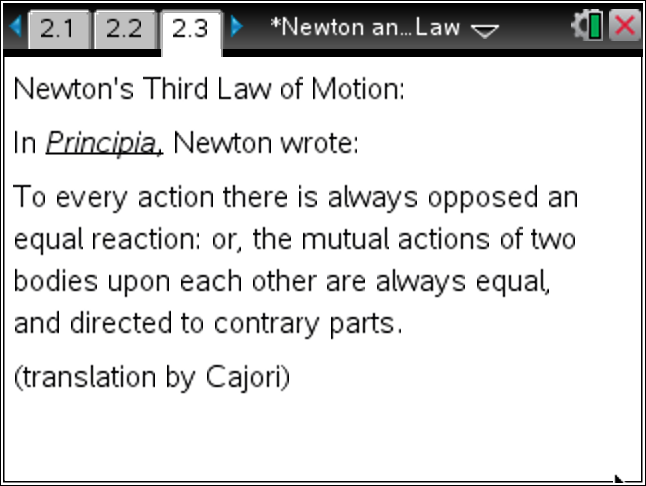 2.1 2.2 2.3 *Newton an...Law
Newton's Third Law of Motion:
In Principia, Newton wrote:
To every action there is always opposed an
equal reaction: or, the mutual actions of two
bodies upon each other are always equal,
and directed to contrary parts.
(translation by Cajori)